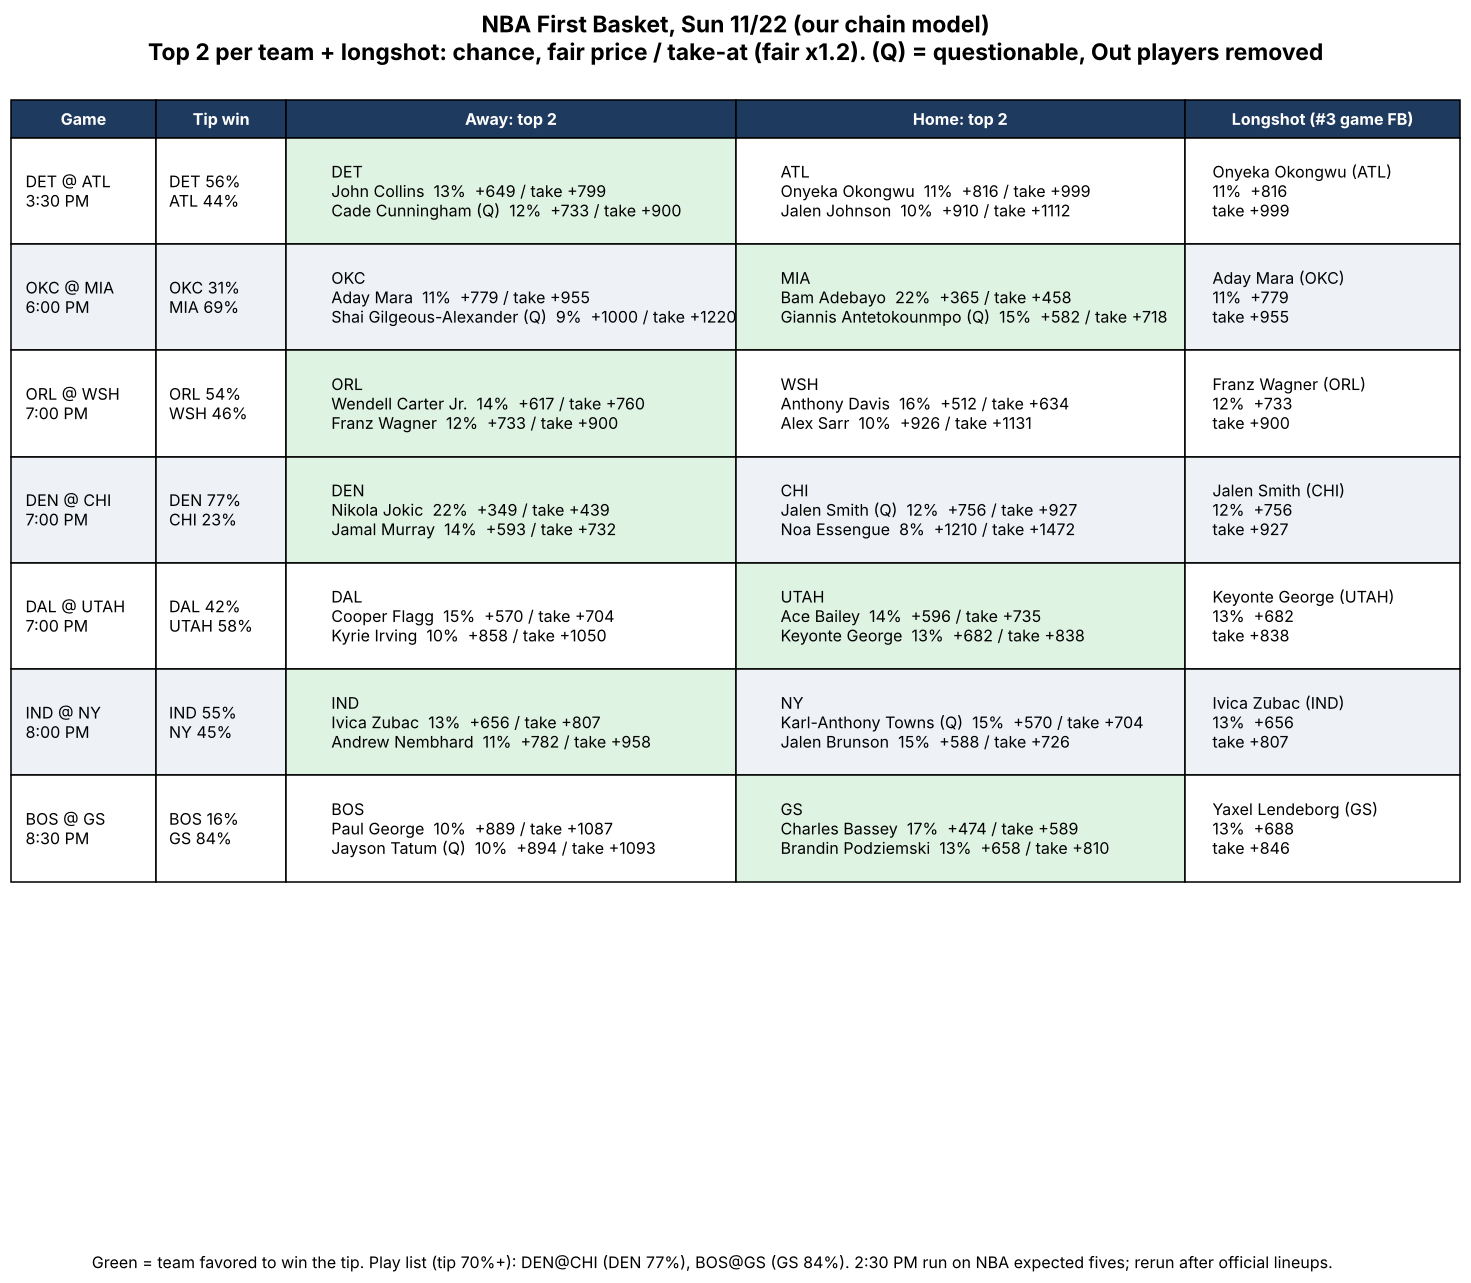 NBA First Basket, Sun 11/22 (our chain model)
Top 2 per team + longshot: chance, fair price / take-at (fair x1.2). (Q) = questionable, Out players removed
Game
Tip win
Away: top 2
Home: top 2
Longshot (#3 game FB)
DET @ ATL
3:30 PM
DET 56%
ATL 44%
DET
John Collins 13% +649 / take +799
Cade Cunningham (Q) 12% +733 / take +900
ATL
Onyeka Okongwu 11% +816 / take +999
Jalen Johnson 10% +910 / take +1112
Onyeka Okongwu (ATL)
11% +816
take +999
OKC @ MIA
6:00 PM
OKC 31%
MIA 69%
OKC
Aday Mara 11% +779 / take +955
Shai Gilgeous-Alexander (Q) 9% +1000 / take +1220
MIA
Bam Adebayo 22% +365 / take +458
Giannis Antetokounmpo (Q) 15% +582 / take +718
Aday Mara (OKC)
11% +779
take +955
ORL @ WSH
7:00 PM
ORL 54%
WSH 46%
ORL
Wendell Carter Jr. 14% +617 / take +760
Franz Wagner 12% +733 / take +900
WSH
Anthony Davis 16% +512 / take +634
Alex Sarr 10% +926 / take +1131
Franz Wagner (ORL)
12% +733
take +900
DEN @ CHI
7:00 PM
DEN 77%
CHI 23%
DEN
Nikola Jokic 22% +349 / take +439
Jamal Murray 14% +593 / take +732
CHI
Jalen Smith (Q) 12% +756 / take +927
Noa Essengue 8% +1210 / take +1472
Jalen Smith (CHI)
12% +756
take +927
DAL @ UTAH
7:00 PM
DAL 42%
UTAH 58%
DAL
Cooper Flagg 15% +570 / take +704
Kyrie Irving 10% +858 / take +1050
UTAH
Ace Bailey 14% +596 / take +735
Keyonte George 13% +682 / take +838
Keyonte George (UTAH)
13% +682
take +838
IND @ NY
8:00 PM
IND 55%
NY 45%
IND
Ivica Zubac 13% +656 / take +807
Andrew Nembhard 11% +782 / take +958
NY
Karl-Anthony Towns (Q) 15% +570 / take +704
Jalen Brunson 15% +588 / take +726
Ivica Zubac (IND)
13% +656
take +807
BOS @ GS
8:30 PM
BOS 16%
GS 84%
BOS
Paul George 10% +889 / take +1087
Jayson Tatum (Q) 10% +894 / take +1093
GS
Charles Bassey 17% +474 / take +589
Brandin Podziemski 13% +658 / take +810
Yaxel Lendeborg (GS)
13% +688
take +846
Green = team favored to win the tip. Play list (tip 70%+): DEN@CHI (DEN 77%), BOS@GS (GS 84%). 2:30 PM run on NBA expected fives; rerun after official lineups.